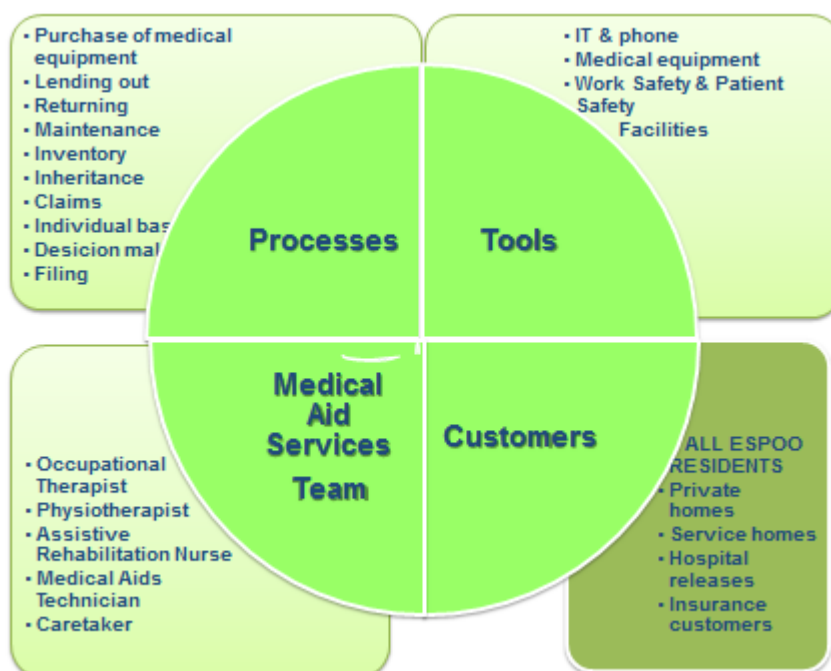 • Purchase of medical
equipment
• Lending out
• Returning
• Maintenance
• Inventory
• Inheritance
• Claims
• Individual
• Desicion
• Filing
• IT & phone
• Medical equipment
• Work Safety & Patient
Safety
Facilities
Processes
Tools
Medical
Aid
Services
Team
Customers
• Occupational
Therapist
• Physiotherapist
• Assistive
Rehabilitation Nurse
• Medical Aids
Technician
• Caretaker
ALL ESPOO
RESIDENTS
• Private
homes
• Service homes
• Hospital
releases
• Insurance
customers